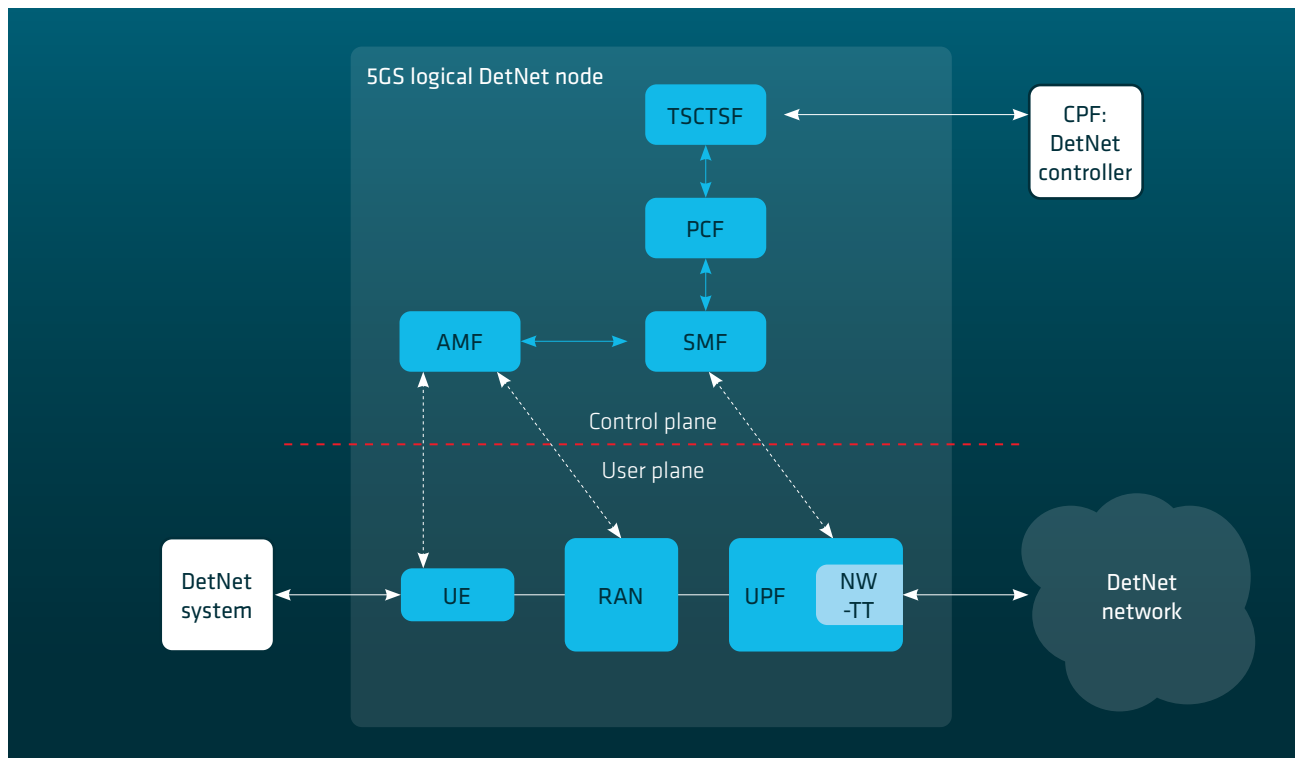 5GS logical DetNet node
TSCTSF
CPF:
DetNet
controller
PCF
AMF
SMF
Control plane
User plane
DetNet
system
UE
RAN
UPF
NW
-TT
DetNet
network